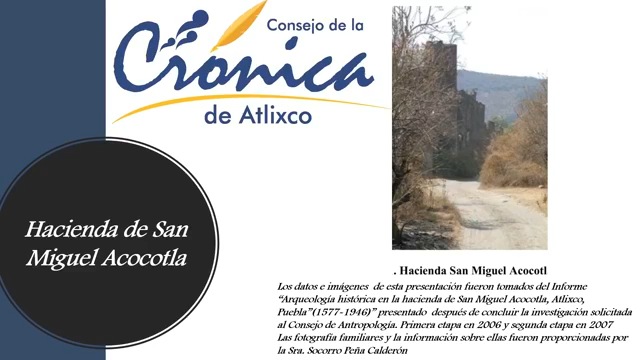 Consejo de la
Crónica
de Atlixco
Hacienda de San
Miguel Acocotla
. Hacienda San Miguel Acocotl
Los datos e imágenes de esta presentación fueron tomados del Informe
“Arqueología histórica en la hacienda de San Miguel Acocotla, Atlixco,
Puebla”(1577-1946)” presentado después de concluir la investigación solicitada
al Consejo de Antropología. Primera etapa en 2006 y segunda etapa en 2007
Las fotografía familiares y la información sobre ellas fueron proporcionadas por
la Sra. Socorro Peña Calderón